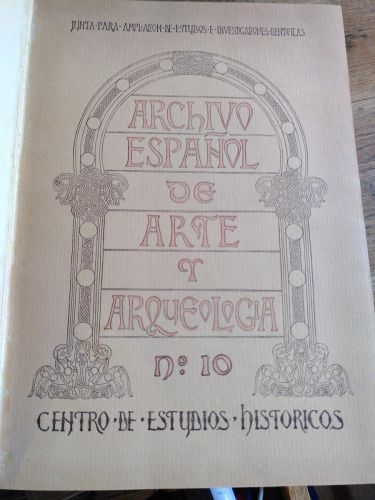 JUNTA·PARA·AMPLIACION·DE·ESTUDIOS·E·INVESTIGACIONES·CIENTIFICAS
ARCHIVO
ESPAÑOL
DE
ARTE
Y
ARQUEOLOGIA
Nº 10
CENTRO·DE·ESTUDIOS·HISTORICOS